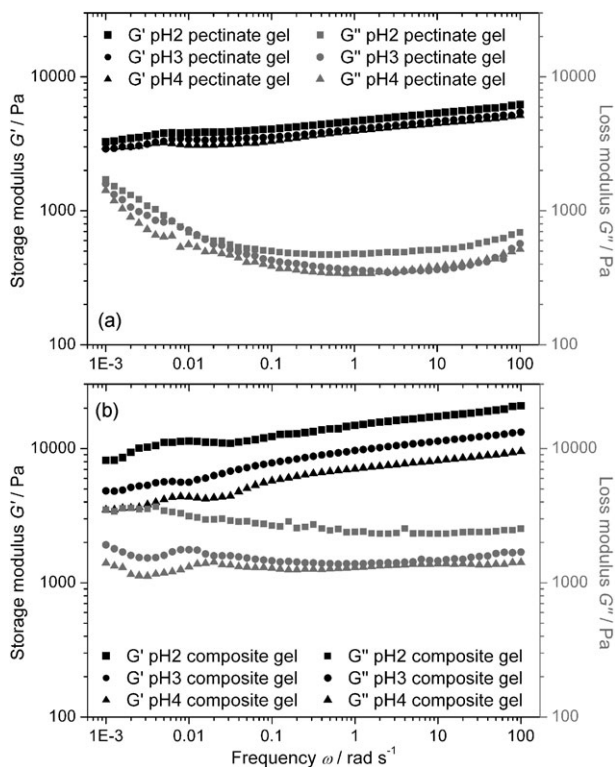 G' pH2 pectinate gel G'' pH2 pectinate gel
G' pH3 pectinate gel G'' pH3 pectinate gel
G' pH4 pectinate gel G'' pH4 pectinate gel
10000 10000
1000 1000
100 100
Storage modulus G' / Pa
Loss modulus G'' / Pa
(a)
1E-3 0.01 0.1 1 10 100
(b)
10000 10000
1000 1000
100 100
Storage modulus G' / Pa
Loss modulus G'' / Pa
G' pH2 composite gel G'' pH2 composite gel
G' pH3 composite gel G'' pH3 composite gel
G' pH4 composite gel G'' pH4 composite gel
1E-3 0.01 0.1 1 10 100
Frequency ω / rad s⁻¹